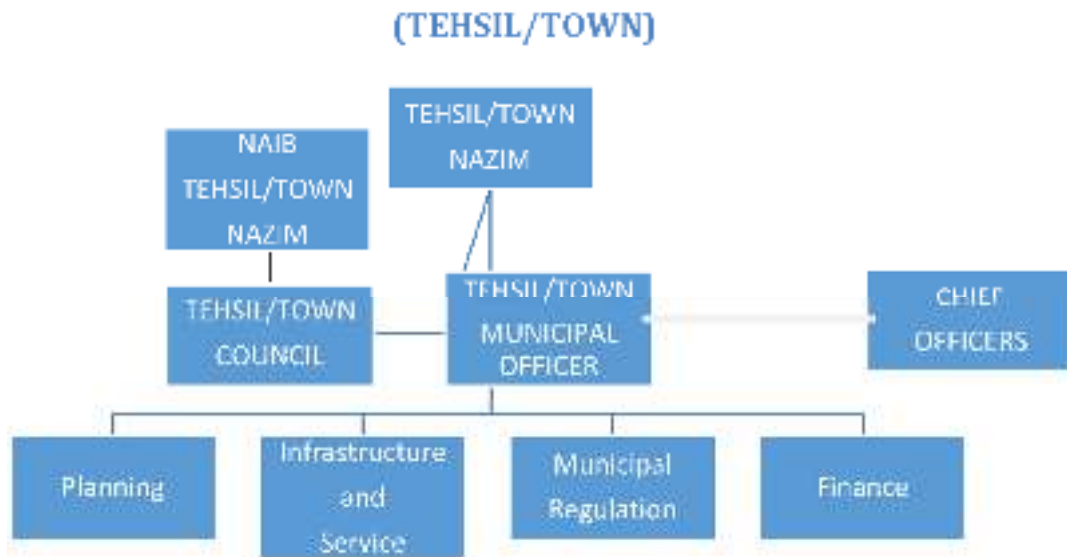 (TEHSIL/TOWN)
TEHSIL/TOWN
NAZIM
NAIB
TEHSIL/TOWN
NAZIM
TEHSIL/TOWN
COUNCIL
TEHSIL/TOWN
MUNICIPAL
OFFICER
CHIEF
OFFICERS
Planning
Infrastructure
and
Service
Municipal
Regulation
Finance